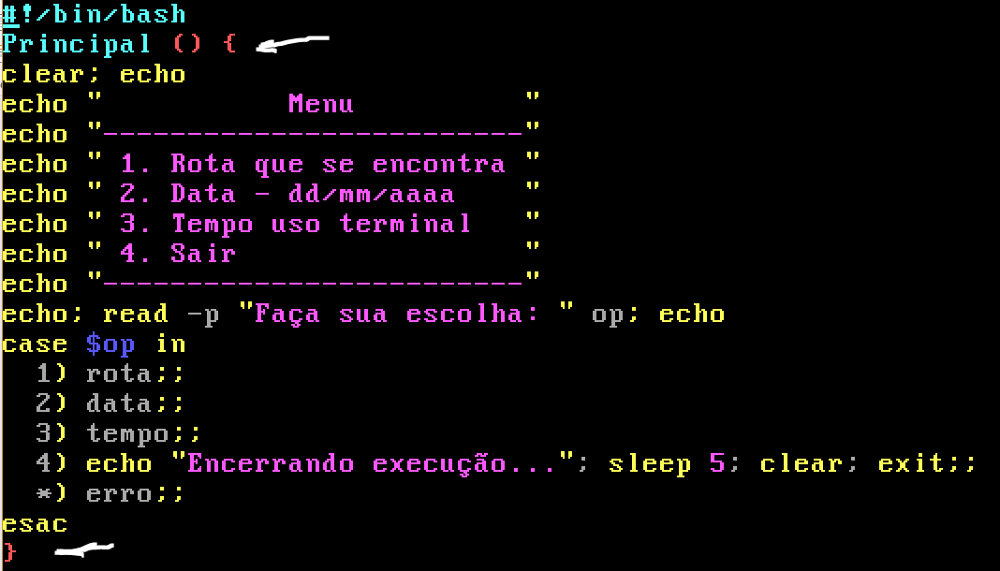 #!/bin/bash
Principal () {
clear; echo
echo "           Menu          "
echo "-------------------------"
echo " 1. Rota que se encontra "
echo " 2. Data - dd/mm/aaaa    "
echo " 3. Tempo uso terminal   "
echo " 4. Sair                 "
echo "-------------------------"
echo; read -p "Faça sua escolha: " op; echo
case $op in
  1) rota;;
  2) data;;
  3) tempo;;
  4) echo "Encerrando execução..."; sleep 5; clear; exit;;
  *) erro;;
esac
}